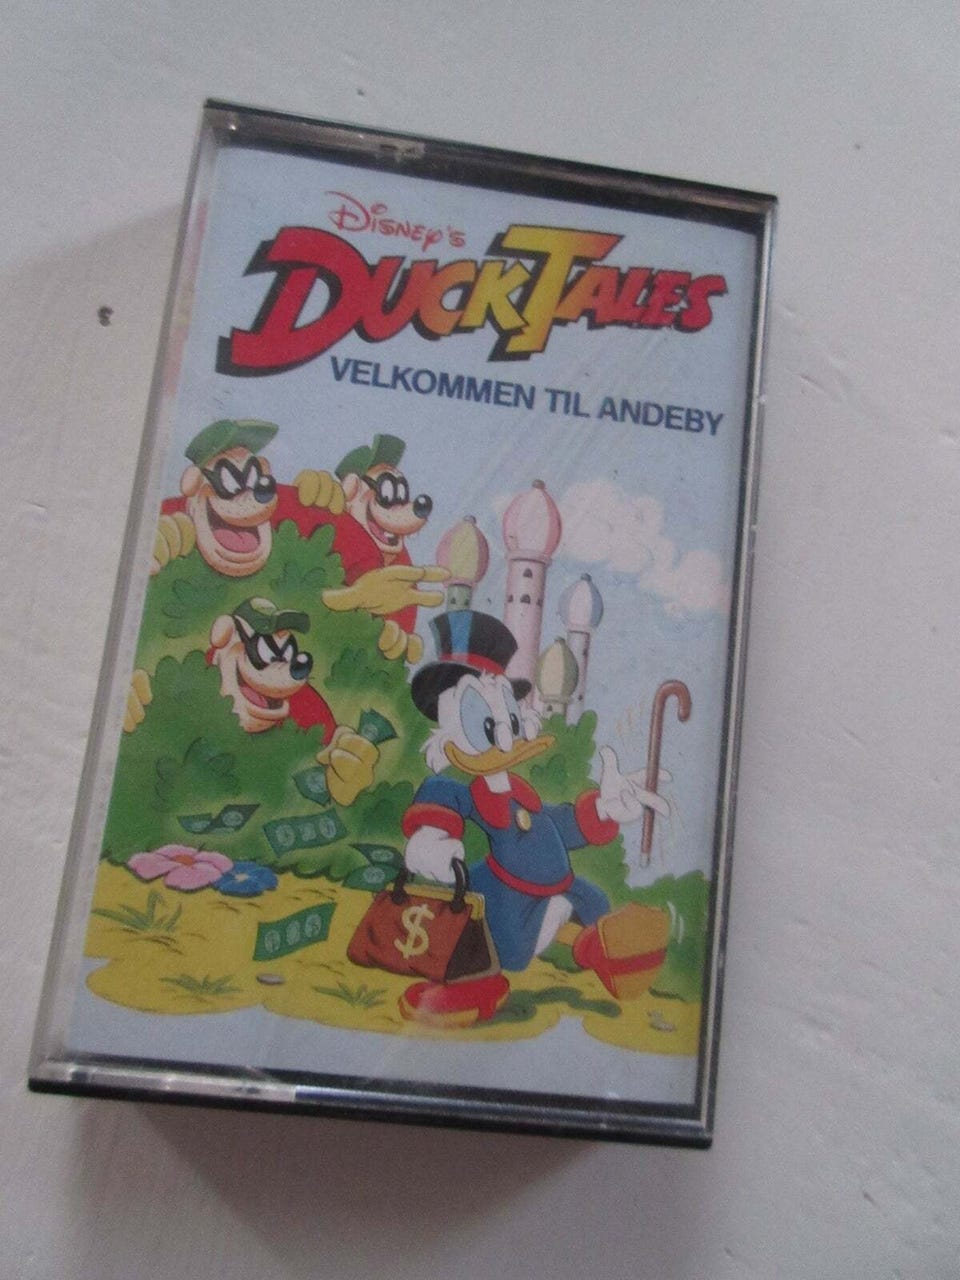 Disney's
DuckTales
VELKOMMEN TIL ANDEBY
$